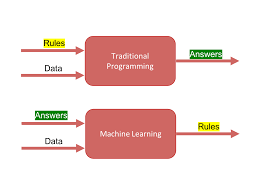 Rules
Data
Traditional
Programming
Answers
Answers
Data
Machine Learning
Rules